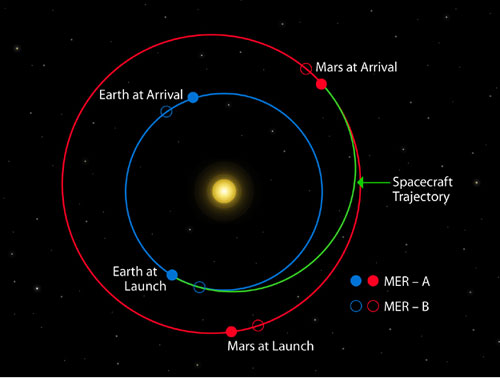 Mars at Arrival
Earth at Arrival
Spacecraft
Trajectory
Earth at
Launch
MER – A
MER – B
Mars at Launch